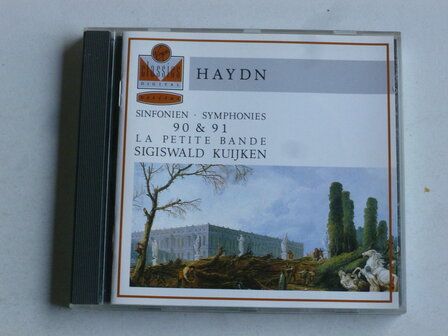 Virgin
classics
DIGITAL
HAYDN
SINFONIEN · SYMPHONIES
90 & 91
LA PETITE BANDE
SIGISWALD KUIJKEN